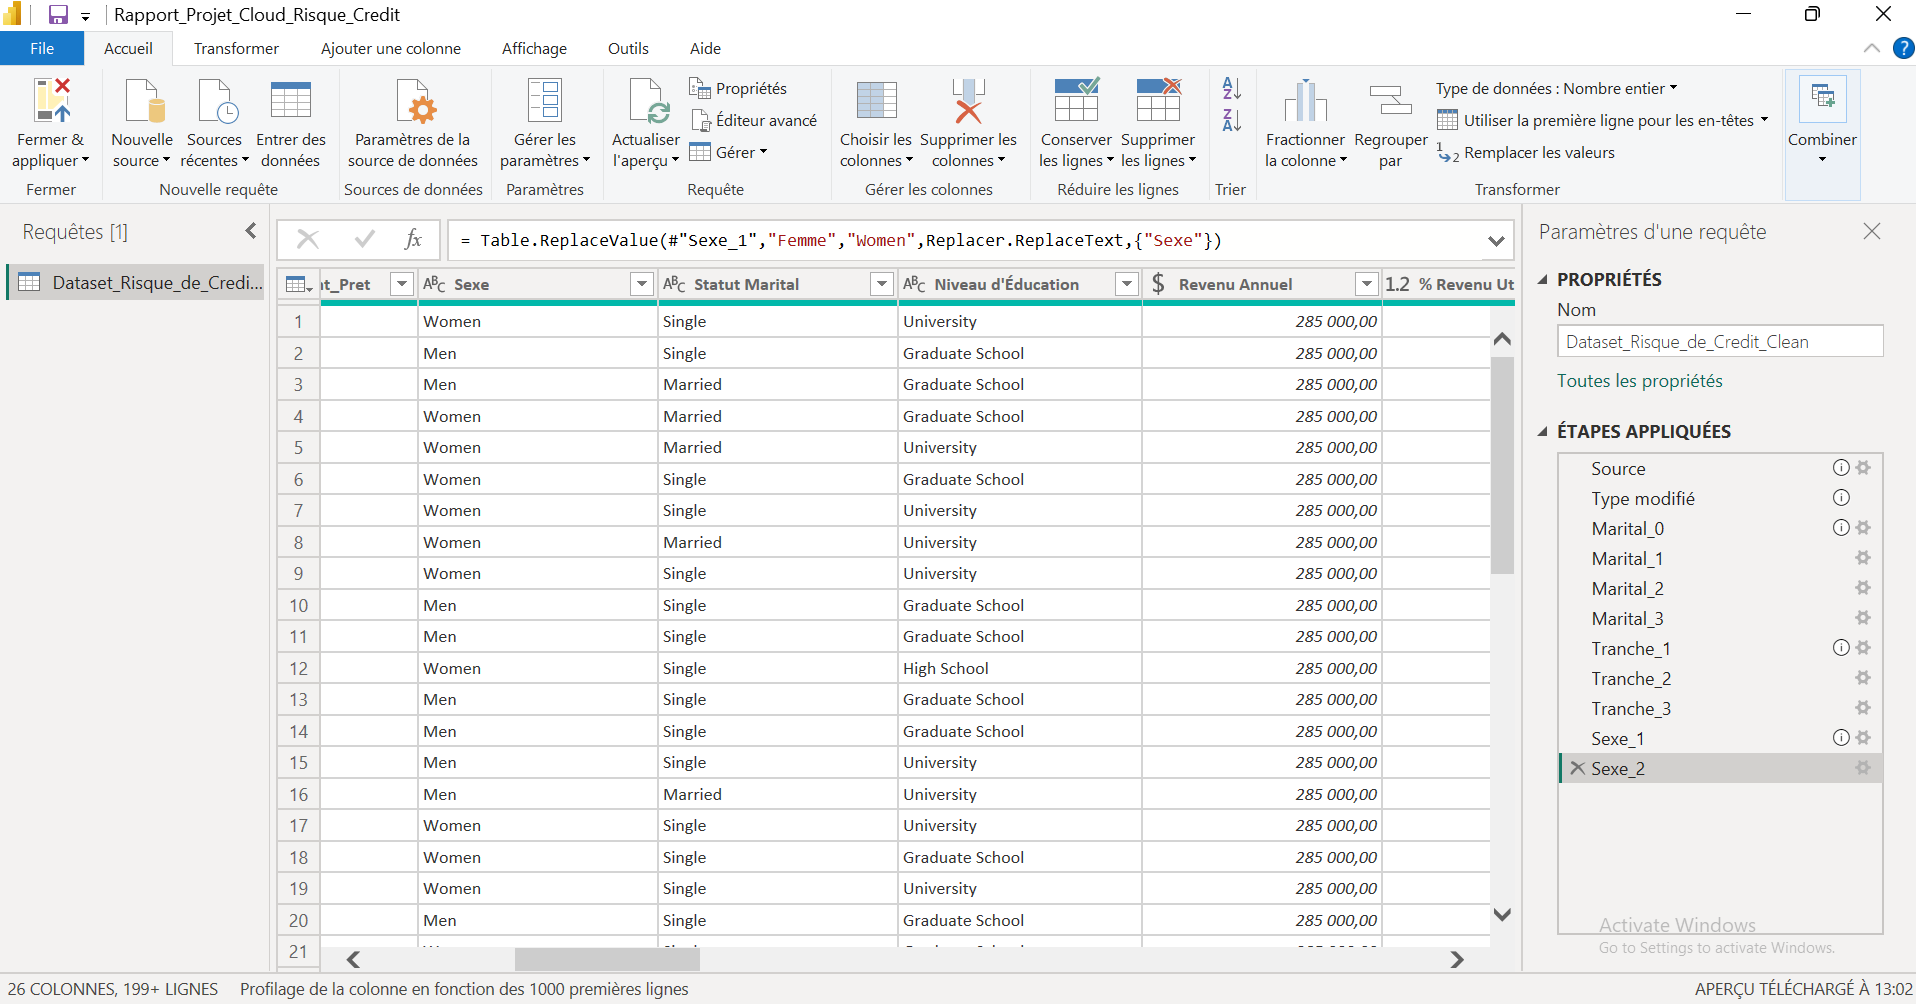 Rapport_Projet_Cloud_Risque_Credit
File Accueil Transformer Ajouter une colonne Affichage Outils Aide ?
Fermer & appliquer
Fermer
Nouvelle source
Sources récentes
Entrer des données
Nouvelle requête
Paramètres de la source de données
Sources de données
Gérer les paramètres
Paramètres
Actualiser l'aperçu
Propriétés
Éditeur avancé
Gérer
Requête
Choisir les colonnes
Supprimer les colonnes
Gérer les colonnes
Conserver les lignes
Supprimer les lignes
Réduire les lignes
A Z
Z A
Trier
Fractionner la colonne
Regrouper par
Type de données : Nombre entier
Utiliser la première ligne pour les en-têtes
1 2 Remplacer les valeurs
Transformer
Combiner
Requêtes [1]
Dataset_Risque_de_Credi...
fx = Table.ReplaceValue(#"Sexe_1","Femme","Women",Replacer.ReplaceText,{"Sexe"})
nt_Pret ABC Sexe ABC Statut Marital ABC Niveau d'Éducation $ Revenu Annuel 1.2 % Revenu Ut
1 Women Single University 285 000,00
2 Men Single Graduate School 285 000,00
3 Men Married Graduate School 285 000,00
4 Women Married Graduate School 285 000,00
5 Women Married University 285 000,00
6 Women Single Graduate School 285 000,00
7 Women Single University 285 000,00
8 Women Married University 285 000,00
9 Women Single University 285 000,00
10 Men Single Graduate School 285 000,00
11 Men Single Graduate School 285 000,00
12 Women Single High School 285 000,00
13 Men Single Graduate School 285 000,00
14 Men Single Graduate School 285 000,00
15 Men Single University 285 000,00
16 Men Married University 285 000,00
17 Women Single University 285 000,00
18 Women Single Graduate School 285 000,00
19 Women Single University 285 000,00
20 Men Single Graduate School 285 000,00
21
Paramètres d'une requête
PROPRIÉTÉS
Nom
Dataset_Risque_de_Credit_Clean
Toutes les propriétés
ÉTAPES APPLIQUÉES
Source
Type modifié
Marital_0
Marital_1
Marital_2
Marital_3
Tranche_1
Tranche_2
Tranche_3
Sexe_1
Sexe_2
Activate Windows
Go to Settings to activate Windows.
26 COLONNES, 199+ LIGNES Profilage de la colonne en fonction des 1000 premières lignes APERÇU TÉLÉCHARGÉ À 13:02